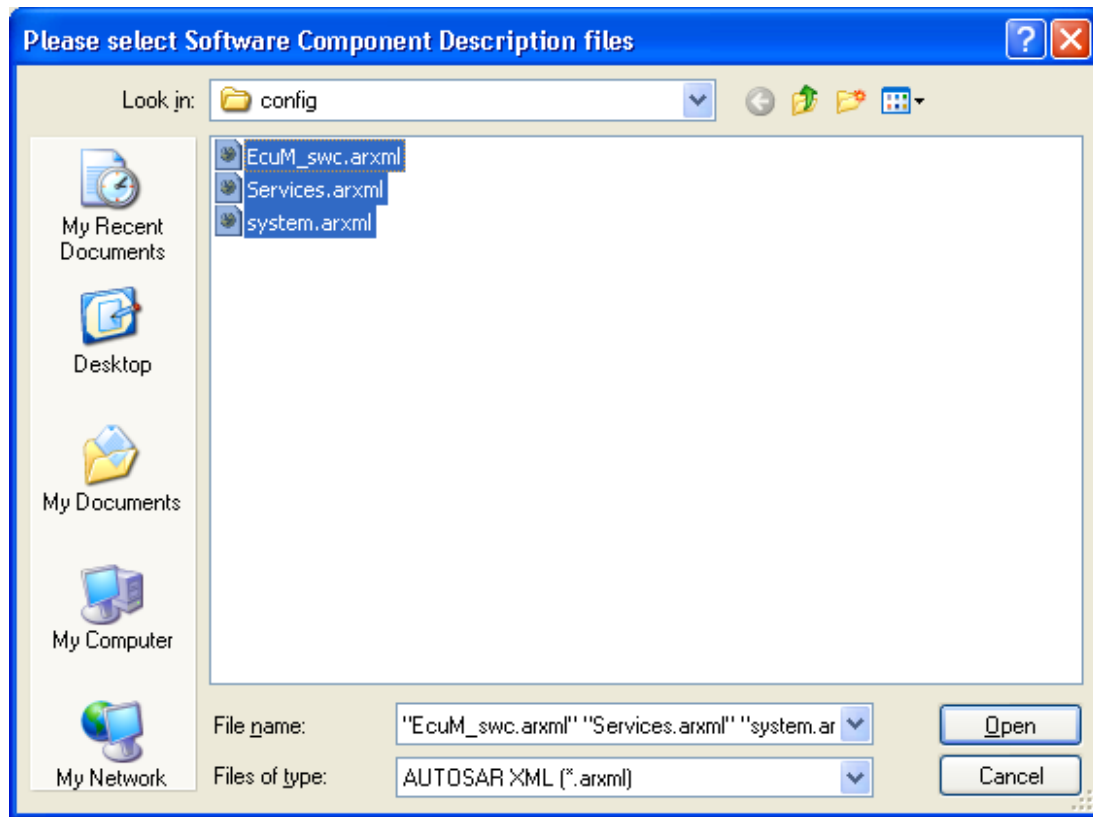 Please select Software Component Description files
Look in:
config
EcuM_swc.arxml
Services.arxml
system.arxml
My Recent
Documents
Desktop
My Documents
My Computer
My Network
File name:
"EcuM_swc.arxml" "Services.arxml" "system.ar
Open
Files of type:
AUTOSAR XML (*.arxml)
Cancel